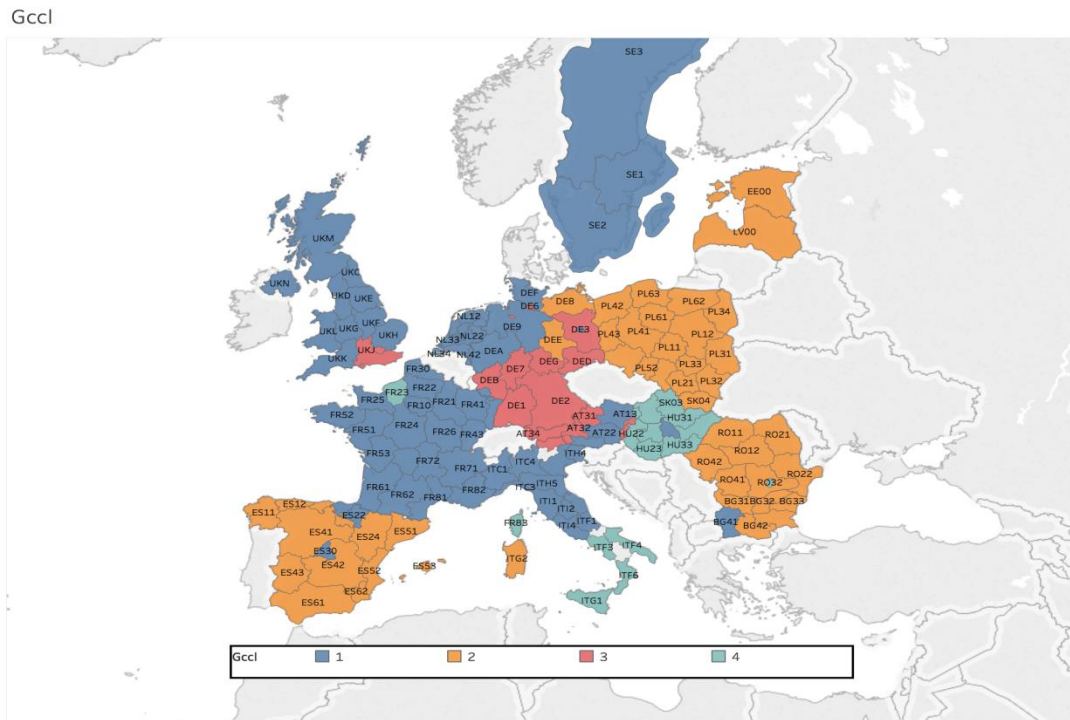 Gccl
SE3
SE1
SE2
EE00
LV00
UKM
UKN
UKC
UKD
UKE
UKL
UKG
UKF
UKH
UKK
UKJ
DEF
DE6
DE8
NL12
DE9
NL33
NL22
DEE
DE3
NL34
NL42
DEA
DEG
DED
DE7
DEB
DE1
DE2
PL63
PL42
PL62
PL61
PL34
PL43
PL41
PL12
PL11
PL31
PL52
PL33
PL21
PL32
SK03
SK04
FR30
FR23
FR22
FR25
FR10
FR21
FR41
FR52
FR24
FR51
FR26
FR43
FR53
FR72
FR71
FR61
FR62
FR81
FR82
FR83
AT31
AT13
AT32
AT34
AT22
HU31
HU22
HU33
HU23
ITC1
ITC4
ITH4
ITH5
ITC3
ITI1
ITI2
ITI4
ITF1
ITF3
ITF4
ITF6
ITG2
ITG1
RO11
RO21
RO12
RO42
RO22
RO41
RO32
BG31
BG32
BG33
BG41
BG42
ES12
ES11
ES22
ES41
ES24
ES51
ES30
ES42
ES43
ES52
ES53
ES62
ES61
Gccl 1 2 3 4